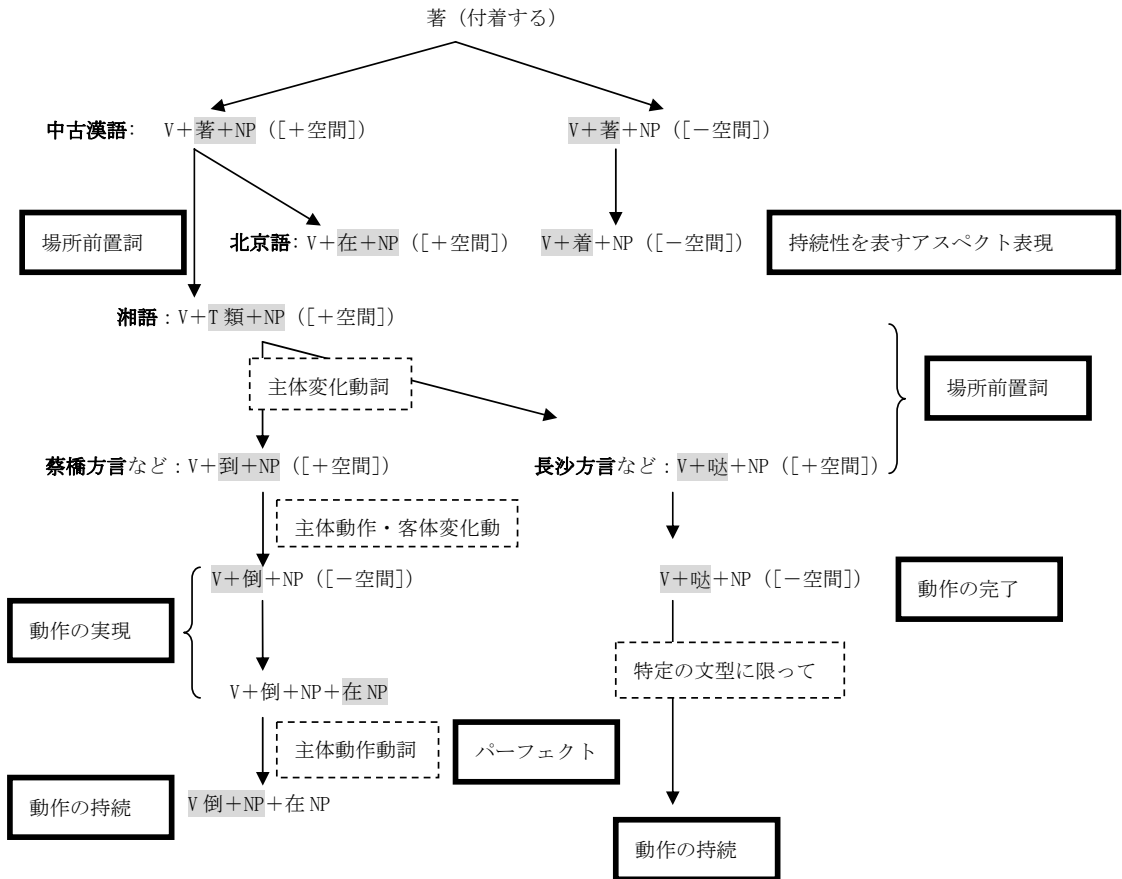 著（付着する）
中古漢語： V＋著＋NP（［＋空間］）
V＋著＋NP（［－空間］）
場所前置詞
北京語：V＋在＋NP（［＋空間］）
V＋着＋NP（［－空間］）
持続性を表すアスペクト表現
湘語：V＋T類＋NP（［＋空間］）
主体変化動詞
場所前置詞
蔡橋方言など：V＋到＋NP（［＋空間］）
長沙方言など：V＋哒＋NP（［＋空間］）
主体動作・客体変化動
V＋倒＋NP（［－空間］）
V＋哒＋NP（［－空間］）
動作の完了
動作の実現
特定の文型に限って
V＋倒＋NP＋在NP
主体動作動詞
パーフェクト
動作の持続
V倒＋NP＋在NP
動作の持続